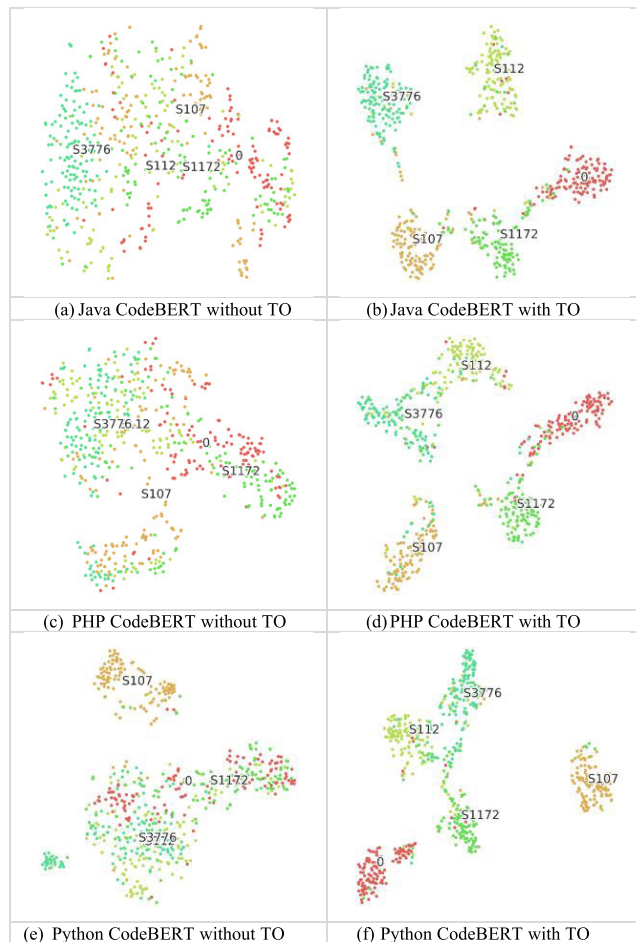 S107
S3776
S112 S1172 0
S112
S3776
0
S107 S1172
(a) Java CodeBERT without TO
(b) Java CodeBERT with TO
S3776.12
0
S1172
S107
S112
S3776
0
S1172
S107
(c) PHP CodeBERT without TO
(d) PHP CodeBERT with TO
S107
0 S1172
S3776
S3776
S112
S107
S1172
0
(e) Python CodeBERT without TO
(f) Python CodeBERT with TO